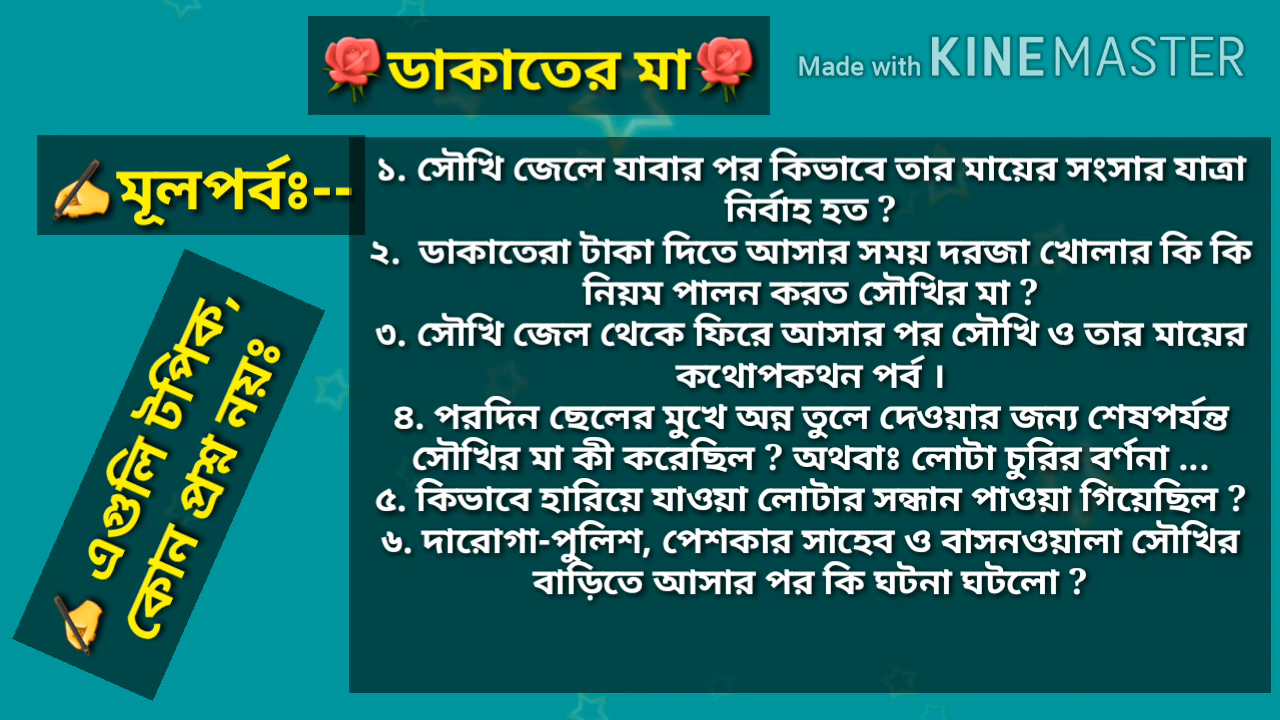 🌹ডাকাতের মা🌹
Made with KINEMASTER
✍মূলপর্বঃ--
১. সৌখি জেলে যাবার পর কিভাবে তার মায়ের সংসার যাত্রা
নির্বাহ হত ?
২. ডাকাতেরা টাকা দিতে আসার সময় দরজা খোলার কি কি
নিয়ম পালন করত সৌখির মা ?
৩. সৌখি জেল থেকে ফিরে আসার পর সৌখি ও তার মায়ের
কথোপকথন পর্ব ।
৪. পরদিন ছেলের মুখে অন্ন তুলে দেওয়ার জন্য শেষপর্যন্ত
সৌখির মা কী করেছিল ? অথবাঃ লোটা চুরির বর্ণনা ...
৫. কিভাবে হারিয়ে যাওয়া লোটার সন্ধান পাওয়া গিয়েছিল ?
৬. দারোগা-পুলিশ, পেশকার সাহেব ও বাসনওয়ালা সৌখির
বাড়িতে আসার পর কি ঘটনা ঘটলো ?
✍ এগুলি টপিক,
কোন প্রশ্ন নয়ঃ